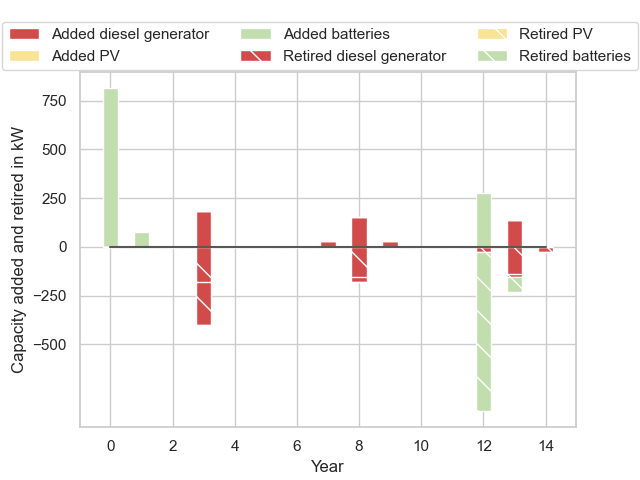 Added diesel generator Added batteries Retired PV
Added PV Retired diesel generator Retired batteries
Capacity added and retired in kW
750
500
250
0
−250
−500
0 2 4 6 8 10 12 14
Year